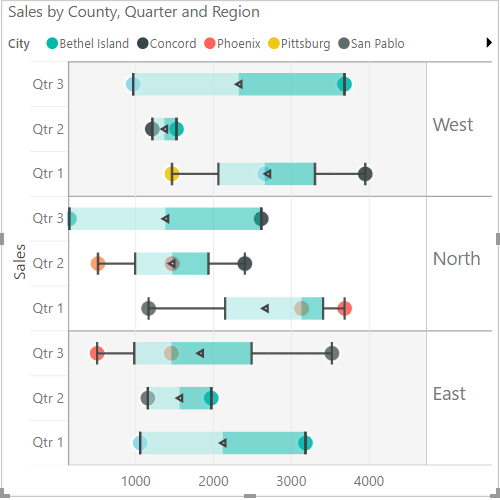 Sales by County, Quarter and Region
City Bethel Island Concord Phoenix Pittsburg San Pablo
Qtr 3
Qtr 2
Qtr 1
West
Qtr 3
Qtr 2
Qtr 1
North
Qtr 3
Qtr 2
Qtr 1
East
Sales
1000 2000 3000 4000